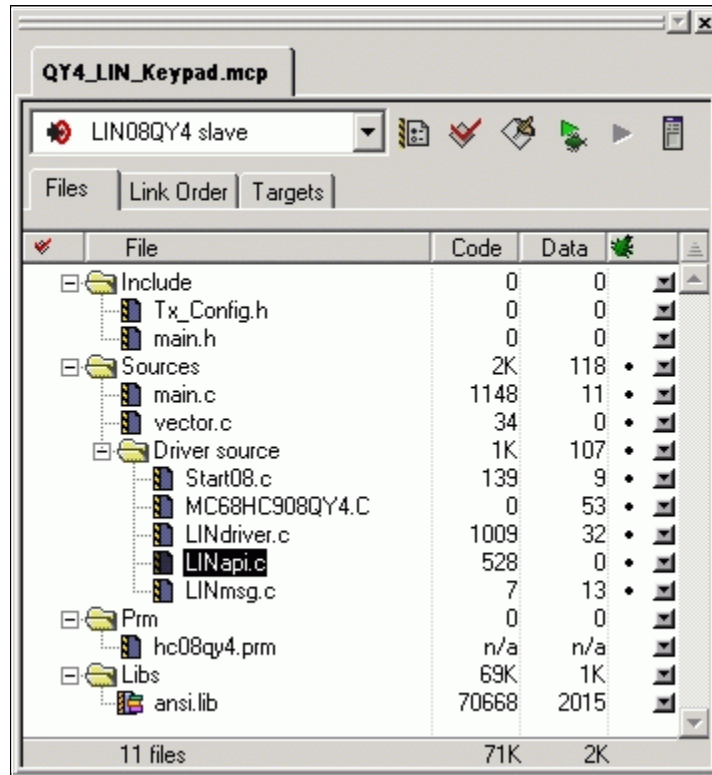 QY4_LIN_Keypad.mcp
LIN08QY4 slave
Files Link Order Targets
File Code Data
Include 0 0
Tx_Config.h 0 0
main.h 0 0
Sources 2K 118
main.c 1148 11
vector.c 34 0
Driver source 1K 107
Start08.c 139 9
MC68HC908QY4.C 0 53
LINdriver.c 1009 32
LINapi.c 528 0
LINmsg.c 7 13
Prm 0 0
hc08qy4.prm n/a n/a
Libs 69K 1K
ansi.lib 70668 2015
11 files 71K 2K